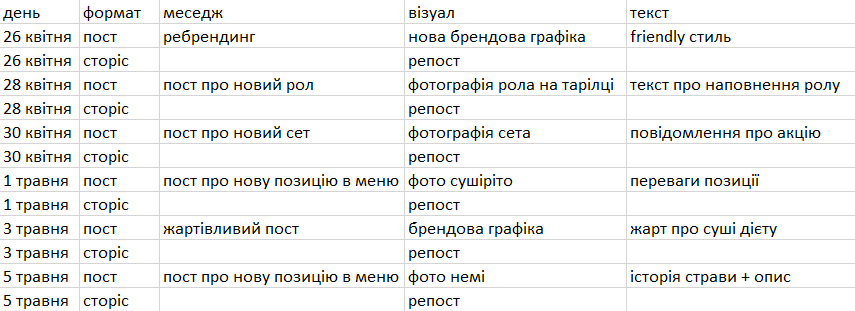 день формат меседж візуал текст
26 квітня пост ребрендинг нова брендова графіка friendly стиль
26 квітня сторіс репост
28 квітня пост пост про новий рол фотографія рола на тарілці текст про наповнення ролу
28 квітня сторіс репост
30 квітня пост пост про новий сет фотографія сета повідомлення про акцію
30 квітня сторіс репост
1 травня пост пост про нову позицію в меню фото сушіріто переваги позиції
1 травня сторіс репост
3 травня пост жартівливий пост брендова графіка жарт про суші дієту
3 травня сторіс репост
5 травня пост пост про нову позицію в меню фото немі історія страви + опис
5 травня сторіс репост